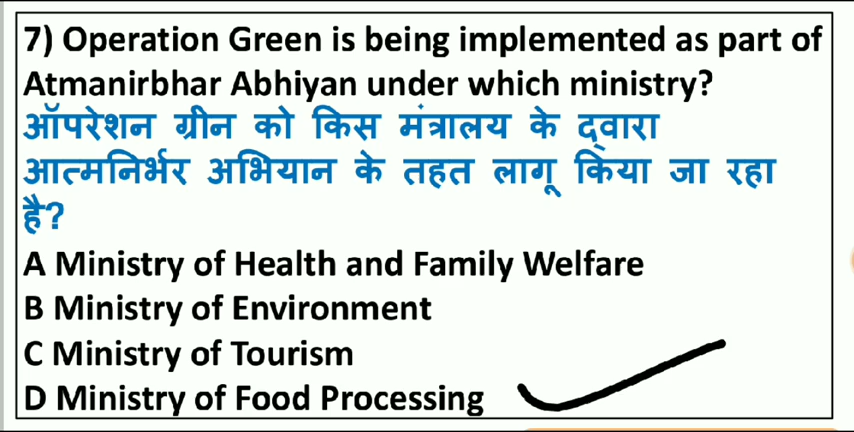 7) Operation Green is being implemented as part of
Atmanirbhar Abhiyan under which ministry?
ऑपरेशन ग्रीन को किस मंत्रालय के द्वारा
आत्मनिर्भर अभियान के तहत लागू किया जा रहा
है?
A Ministry of Health and Family Welfare
B Ministry of Environment
C Ministry of Tourism
D Ministry of Food Processing